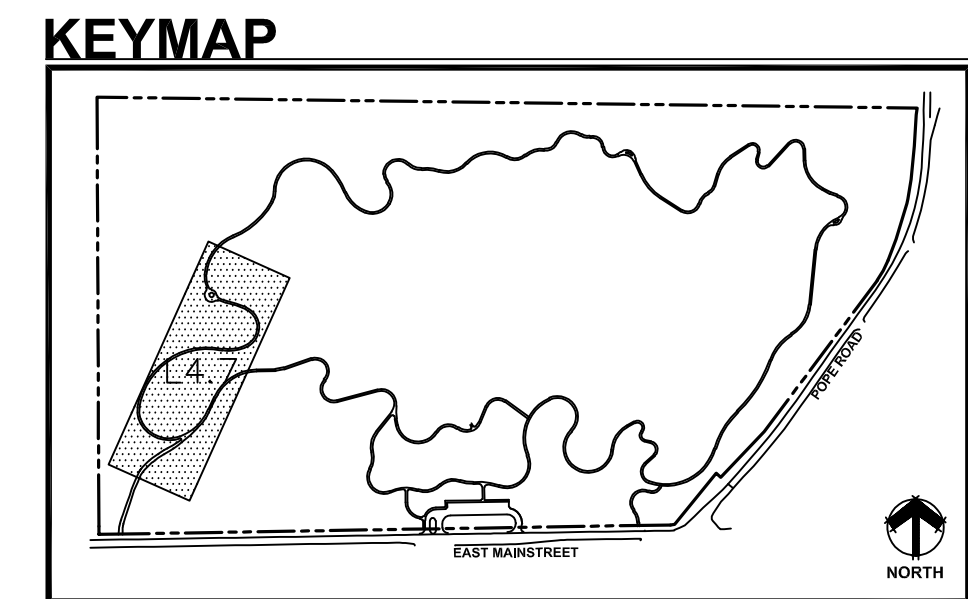 KEYMAP
L4.7
POPE ROAD
EAST MAINSTREET
NORTH